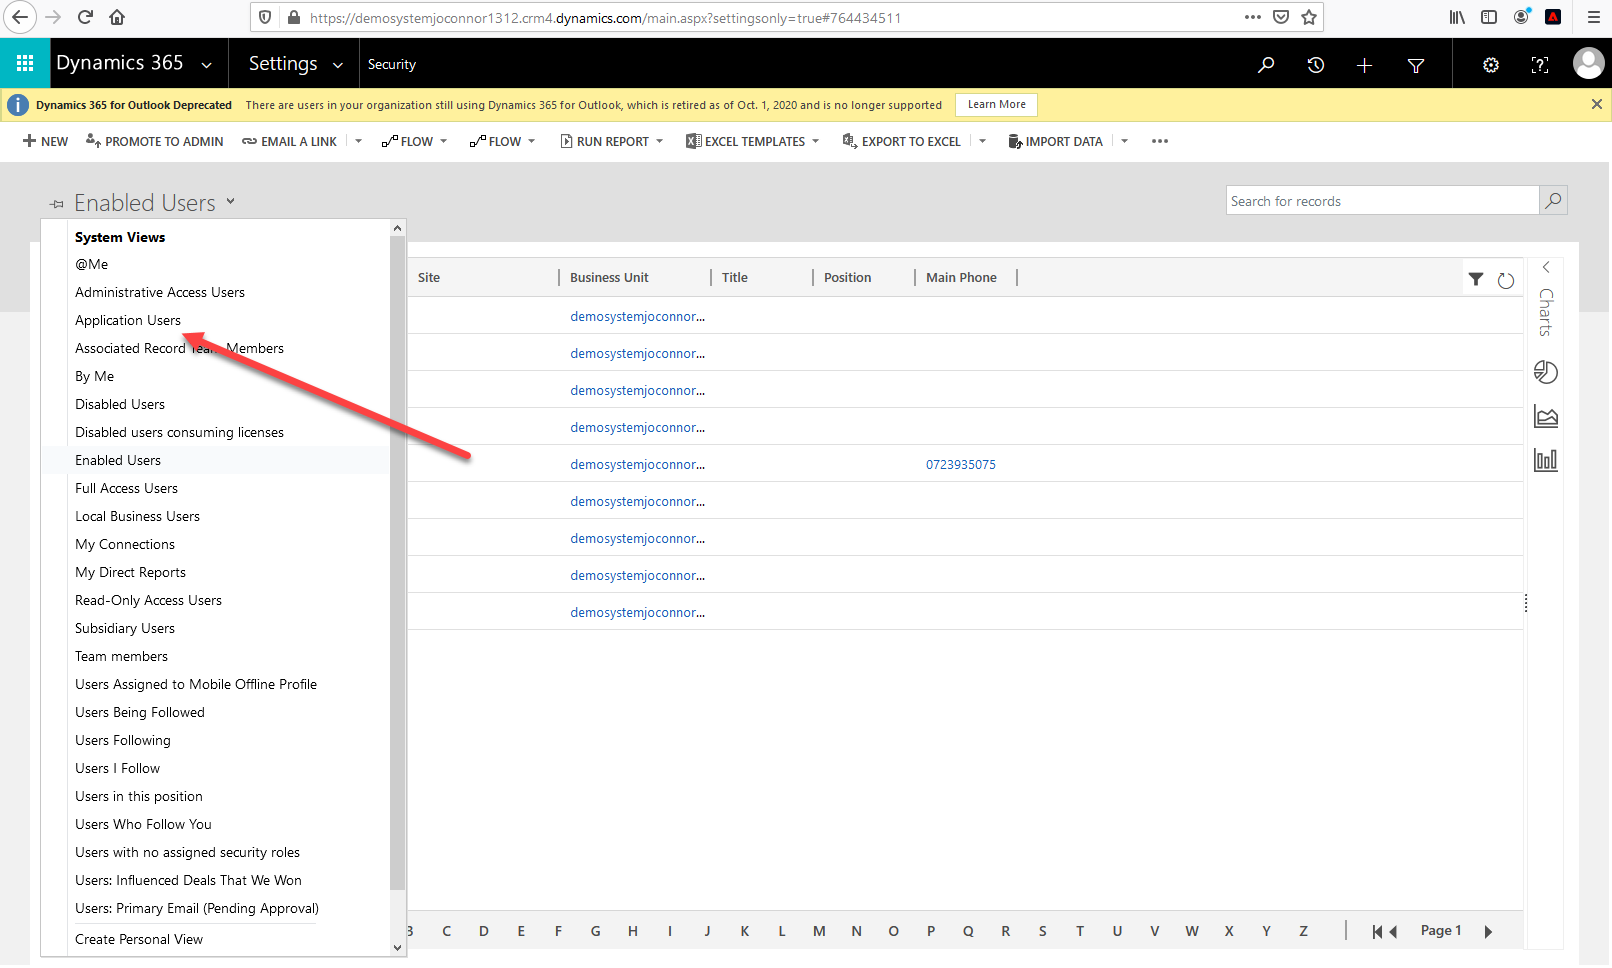 https://demosystemjoconnor1312.crm4.dynamics.com/main.aspx?settingsonly=true#764434511
Dynamics 365 Settings Security
Dynamics 365 for Outlook Deprecated There are users in your organization still using Dynamics 365 for Outlook, which is retired as of Oct. 1, 2020 and is no longer supported Learn More
NEW PROMOTE TO ADMIN EMAIL A LINK FLOW FLOW RUN REPORT EXCEL TEMPLATES EXPORT TO EXCEL IMPORT DATA
Enabled Users
Search for records
System Views
@Me
Administrative Access Users
Application Users
Associated Record Team Members
By Me
Disabled Users
Disabled users consuming licenses
Enabled Users
Full Access Users
Local Business Users
My Connections
My Direct Reports
Read-Only Access Users
Subsidiary Users
Team members
Users Assigned to Mobile Offline Profile
Users Being Followed
Users Following
Users I Follow
Users in this position
Users Who Follow You
Users with no assigned security roles
Users: Influenced Deals That We Won
Users: Primary Email (Pending Approval)
Create Personal View
Site Business Unit Title Position Main Phone
demosystemjoconnor...
demosystemjoconnor...
demosystemjoconnor...
demosystemjoconnor...
demosystemjoconnor... 0723935075
demosystemjoconnor...
demosystemjoconnor...
demosystemjoconnor...
demosystemjoconnor...
Charts
B C D E F G H I J K L M N O P Q R S T U V W X Y Z Page 1